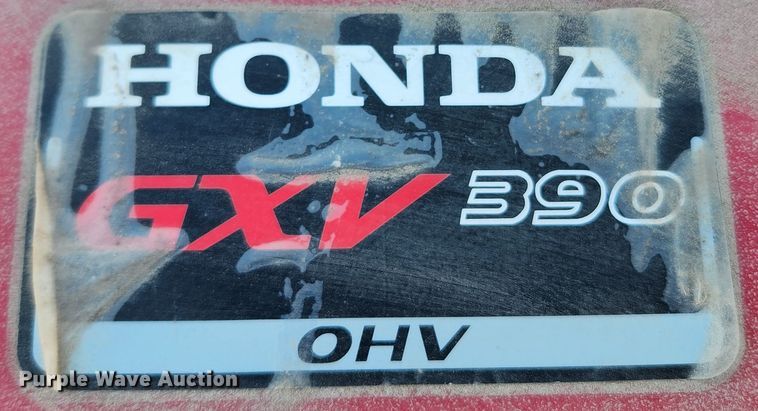 HONDA
GXV 390
OHV
Purple Wave Auction